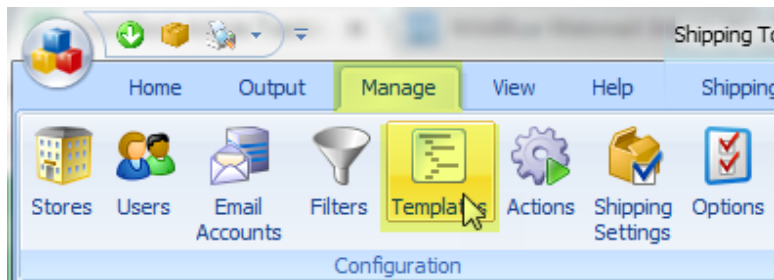 Shipping To
Home Output Manage View Help Shipping
Stores Users Email Accounts Filters Templates Actions Shipping Settings Options
Configuration